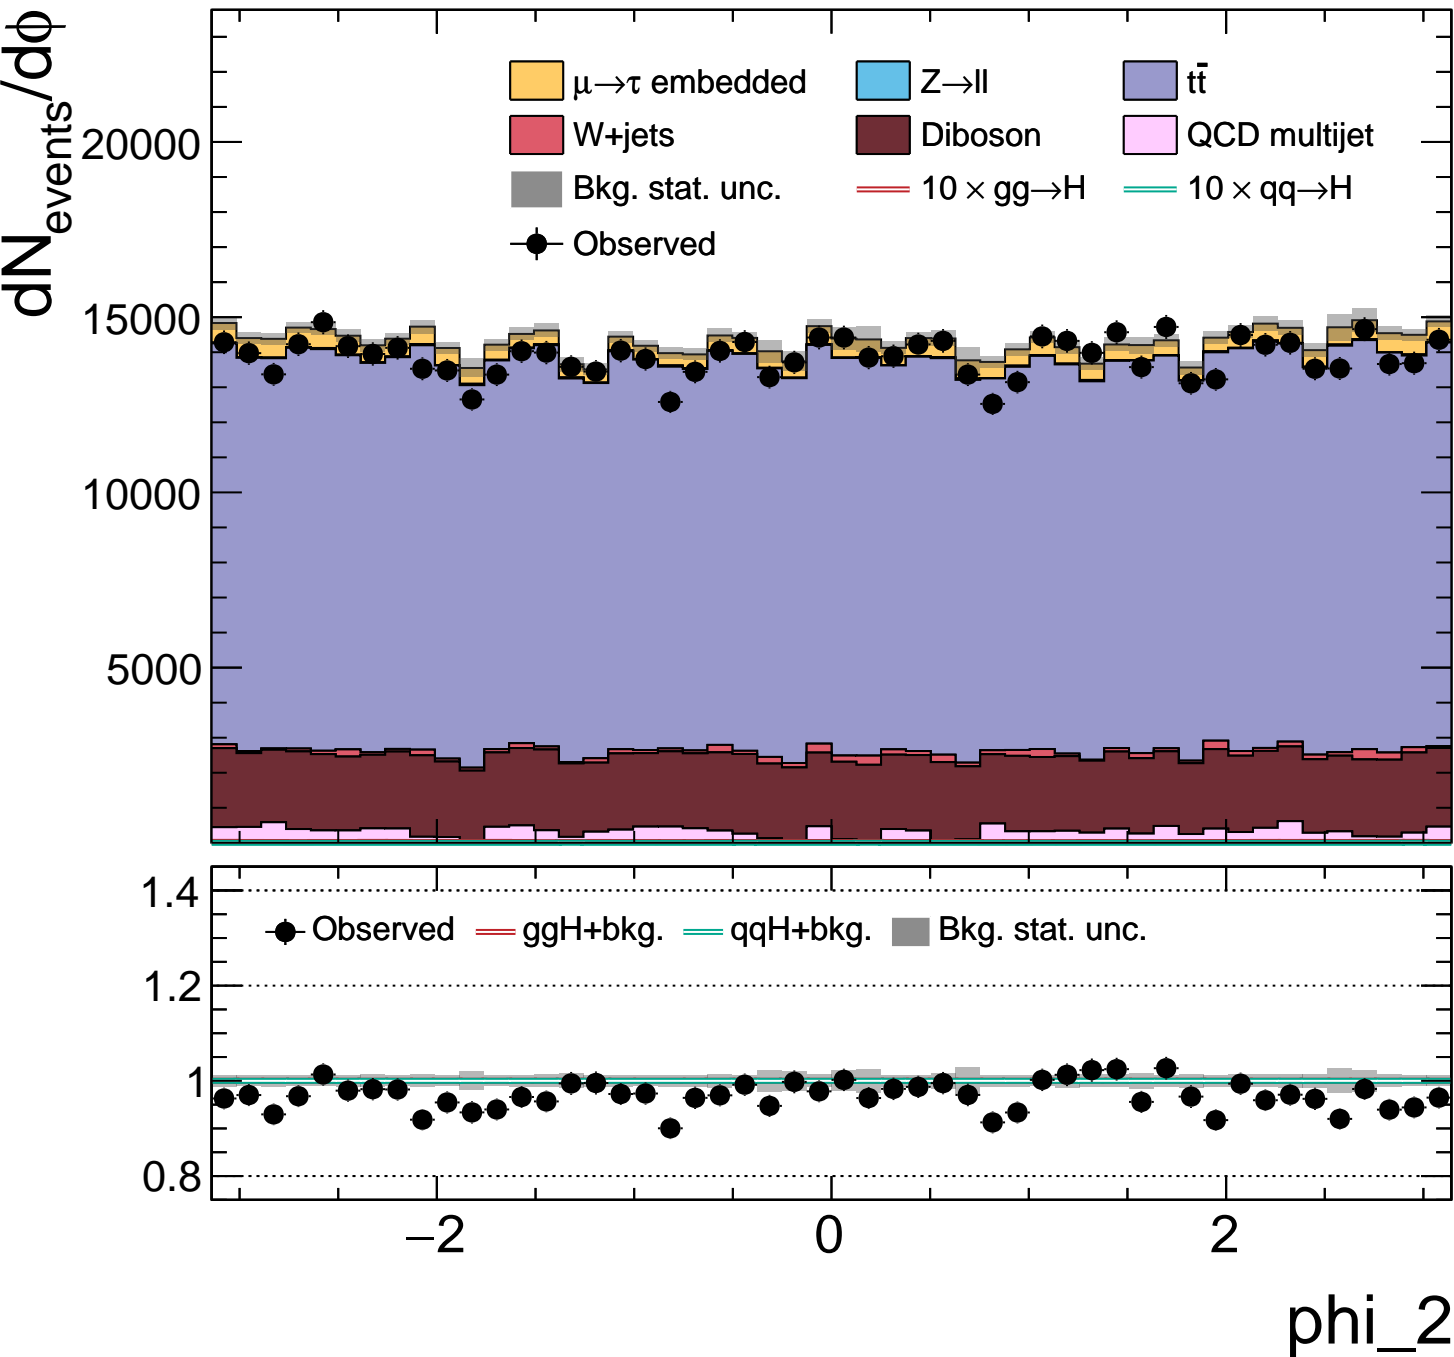 dN_events/dϕ
μ→τ embedded Z→ll tt̄
W+jets Diboson QCD multijet
Bkg. stat. unc. 10 × gg→H 10 × qq→H
Observed
20000
15000
10000
5000
1.4
Observed ggH+bkg. qqH+bkg. Bkg. stat. unc.
1.2
1
0.8
−2 0 2
phi_2